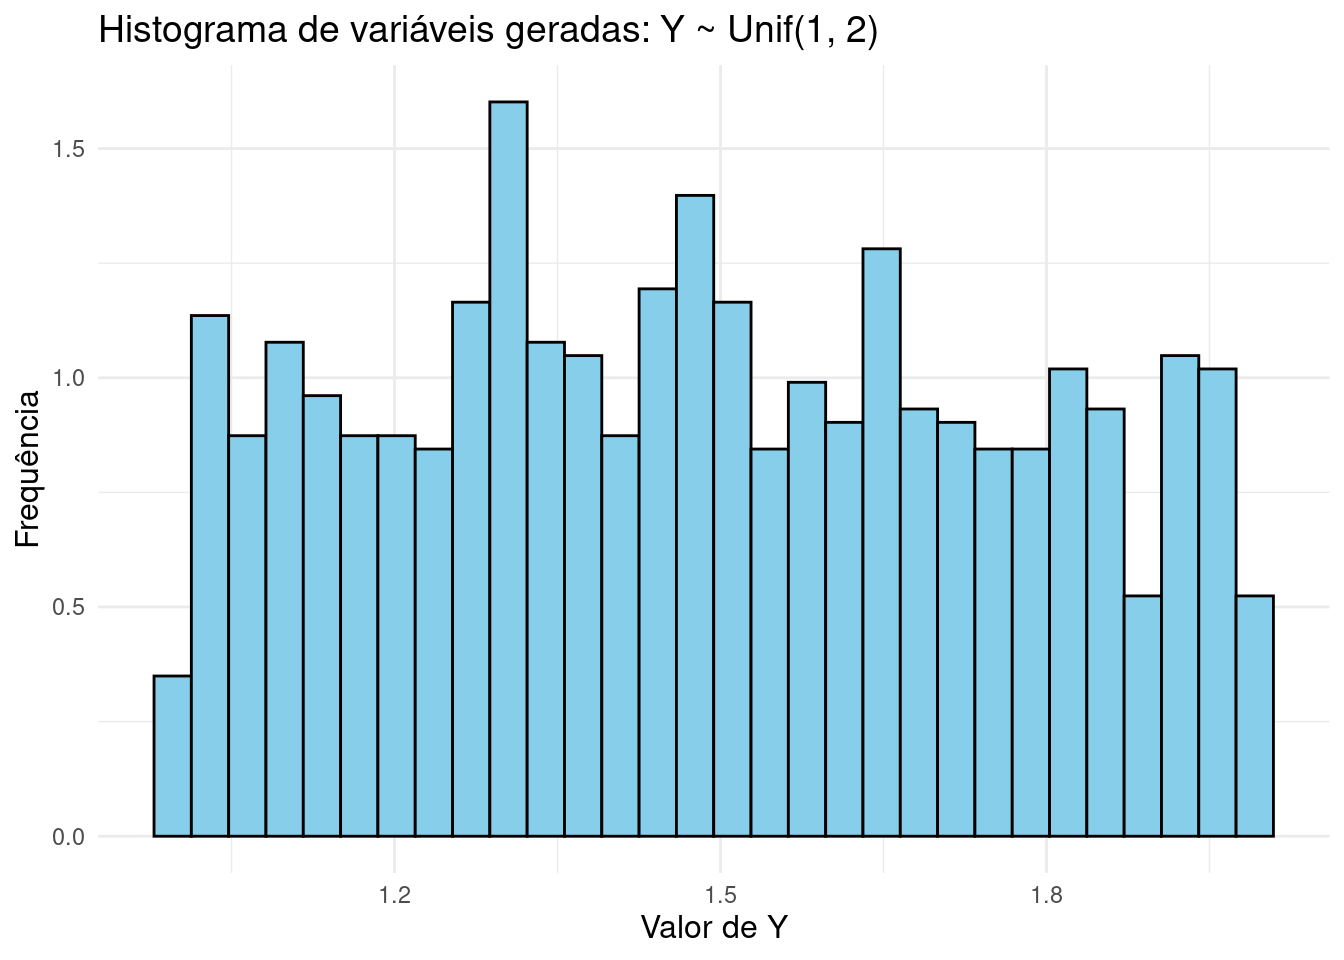 Histograma de variáveis geradas: Y ~ Unif(1, 2)
1.5
1.0
0.5
0.0
Frequência
1.2 1.5 1.8
Valor de Y